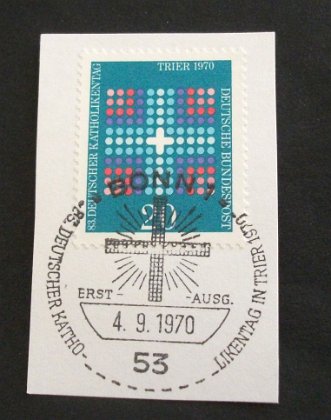 83. DEUTSCHER KATHOLIKENTAG
TRIER 1970
DEUTSCHE BUNDESPOST
20
BONN 1
83. DEUTSCHER KATHO-
-LIKENTAG IN TRIER 1970
ERST-
-AUSG.
4. 9. 1970
53